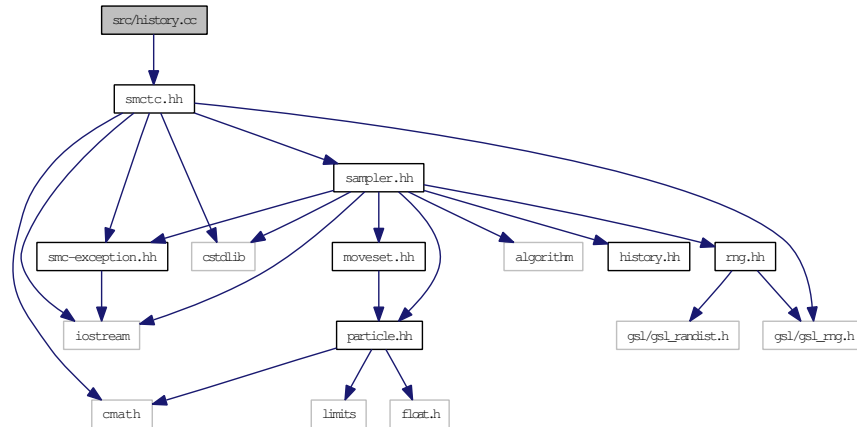 src/history.cc
smctc.hh
sampler.hh
smc-exception.hh
cstdlib
moveset.hh
algorithm
history.hh
rng.hh
iostream
particle.hh
gsl/gsl_randist.h
gsl/gsl_rng.h
cmath
limits
float.h